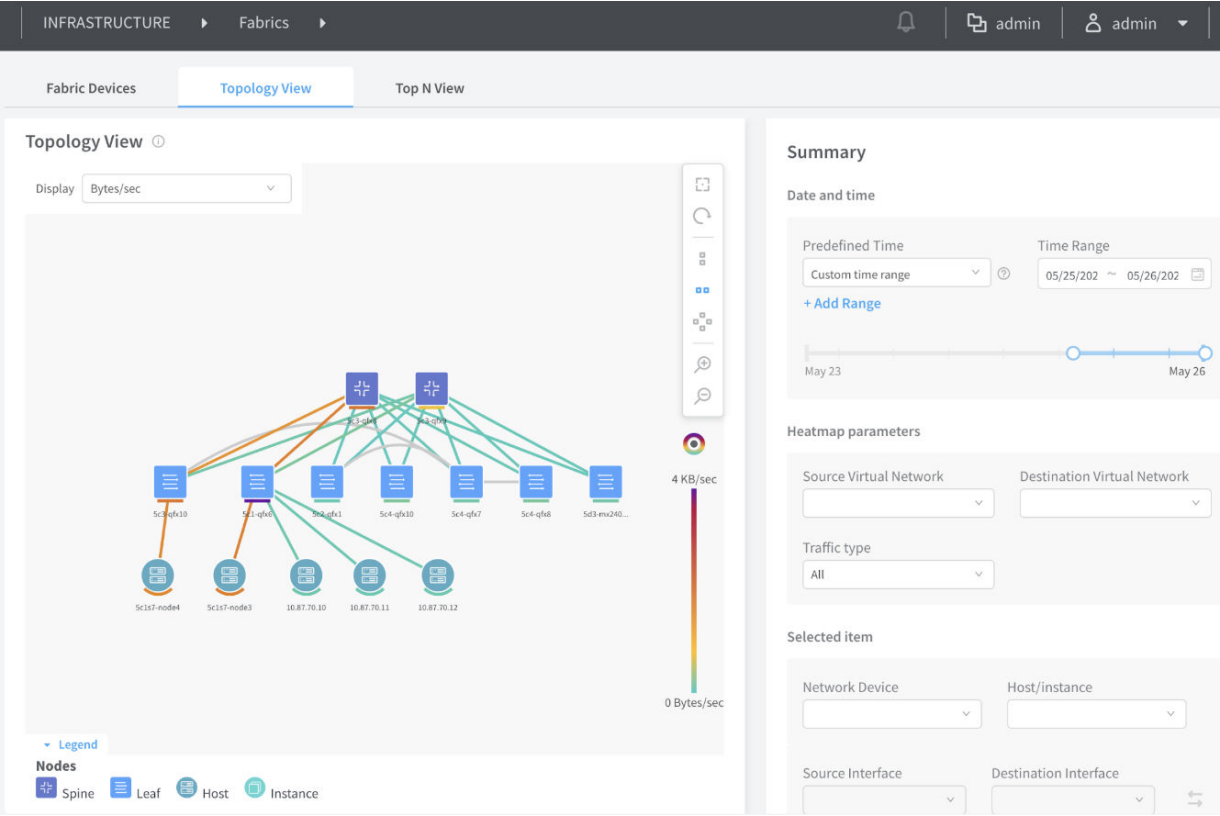 INFRASTRUCTURE Fabrics admin admin
Fabric Devices Topology View Top N View
Topology View
Display Bytes/sec
4 KB/sec
5c3-qfx10 5c1-qfx6 5c2-qfx1 5c4-qfx10 5c4-qfx7 5c4-qfx8 5d3-mx240...
5c1s7-node4 5c1s7-node3 10.87.70.10 10.87.70.11 10.87.70.12
0 Bytes/sec
Legend
Nodes
Spine Leaf Host Instance
Summary
Date and time
Predefined Time Time Range
Custom time range 05/25/202 ~ 05/26/202
+ Add Range
May 23 May 26
Heatmap parameters
Source Virtual Network Destination Virtual Network
Traffic type
All
Selected item
Network Device Host/instance
Source Interface Destination Interface